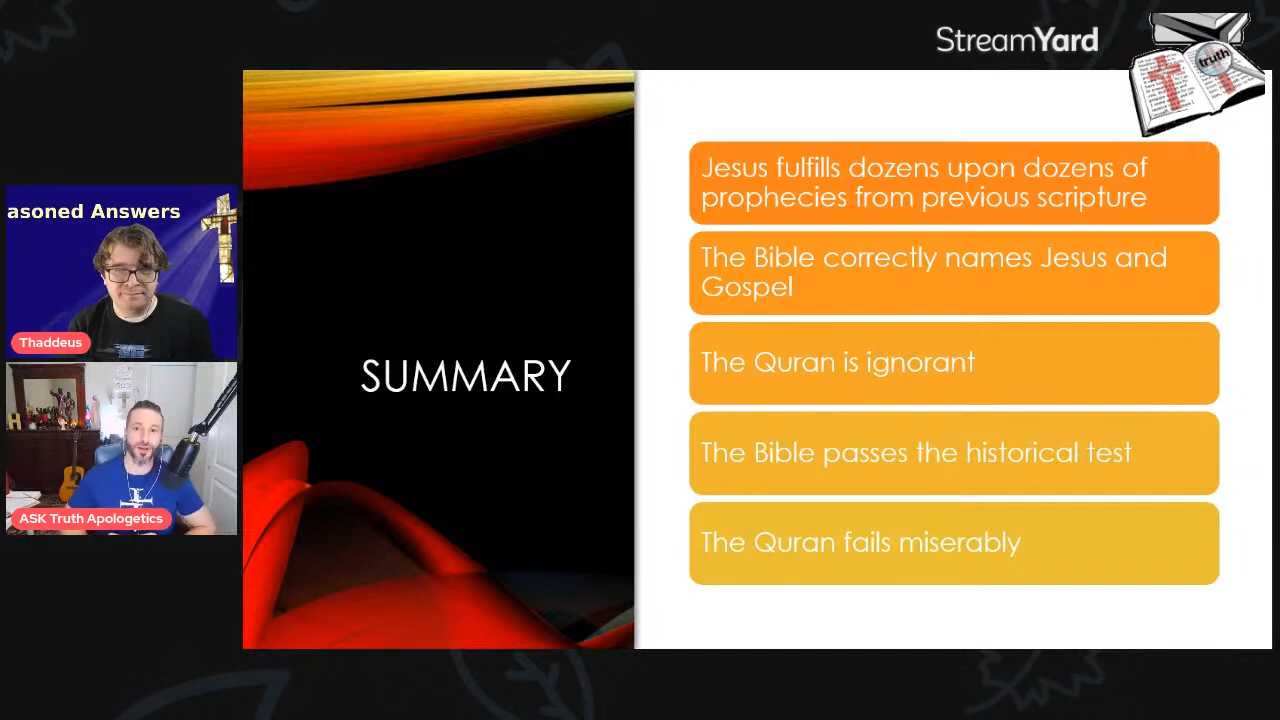 StreamYard
truth
asoned Answers
Thaddeus
ASK Truth Apologetics
SUMMARY
Jesus fulfills dozens upon dozens of
prophecies from previous scripture
The Bible correctly names Jesus and
Gospel
The Quran is ignorant
The Bible passes the historical test
The Quran fails miserably